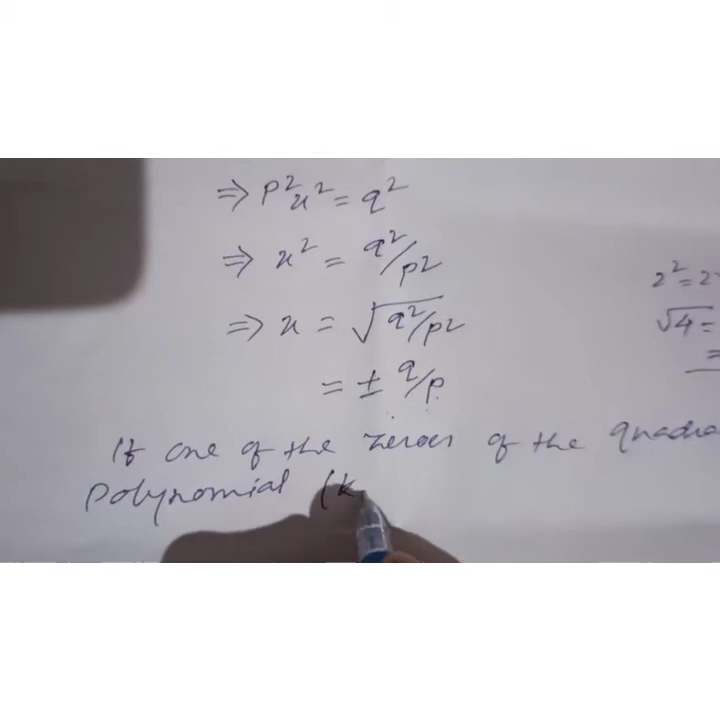 ⇒ p²x² = q²
⇒ x² = q²/p²
2² = 2
⇒ x = √q²/p²
√4 =
= ± q/p
=
If one of the zeroes of the quadra
polynomial (k